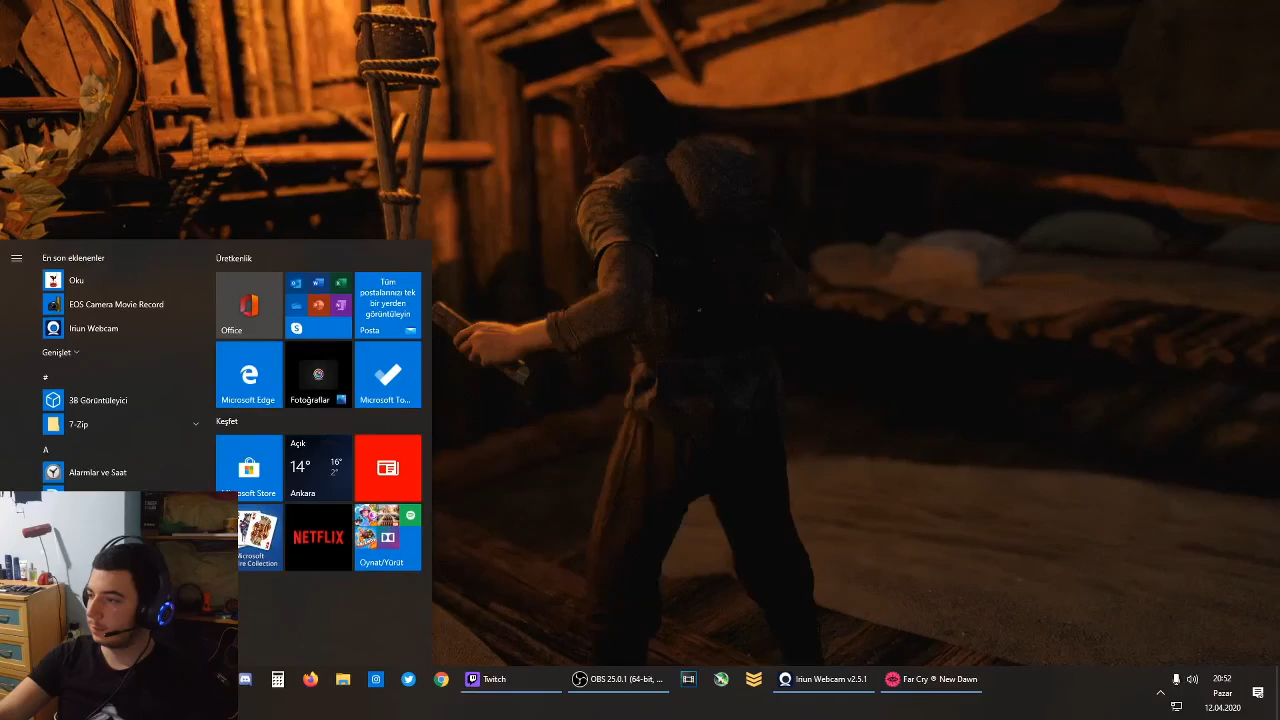 En son eklenenler
Oku
EOS Camera Movie Record
Iriun Webcam
Genişlet
#
3B Görüntüleyici
7-Zip
A
Alarmlar ve Saat
Üretkenlik
Office
Tüm
postalarınızı tek
bir yerden
görüntüleyin
Posta
Microsoft Edge
Fotoğraflar
Microsoft To...
Keşfet
Microsoft Store
Açık
14°
16°
2°
Ankara
NETFLIX
Oynat/Yürüt
Twitch
OBS 25.0.1 (64-bit, ...
Iriun Webcam v2.5.1
Far Cry ® New Dawn
20:52
Pazar
12.04.2020